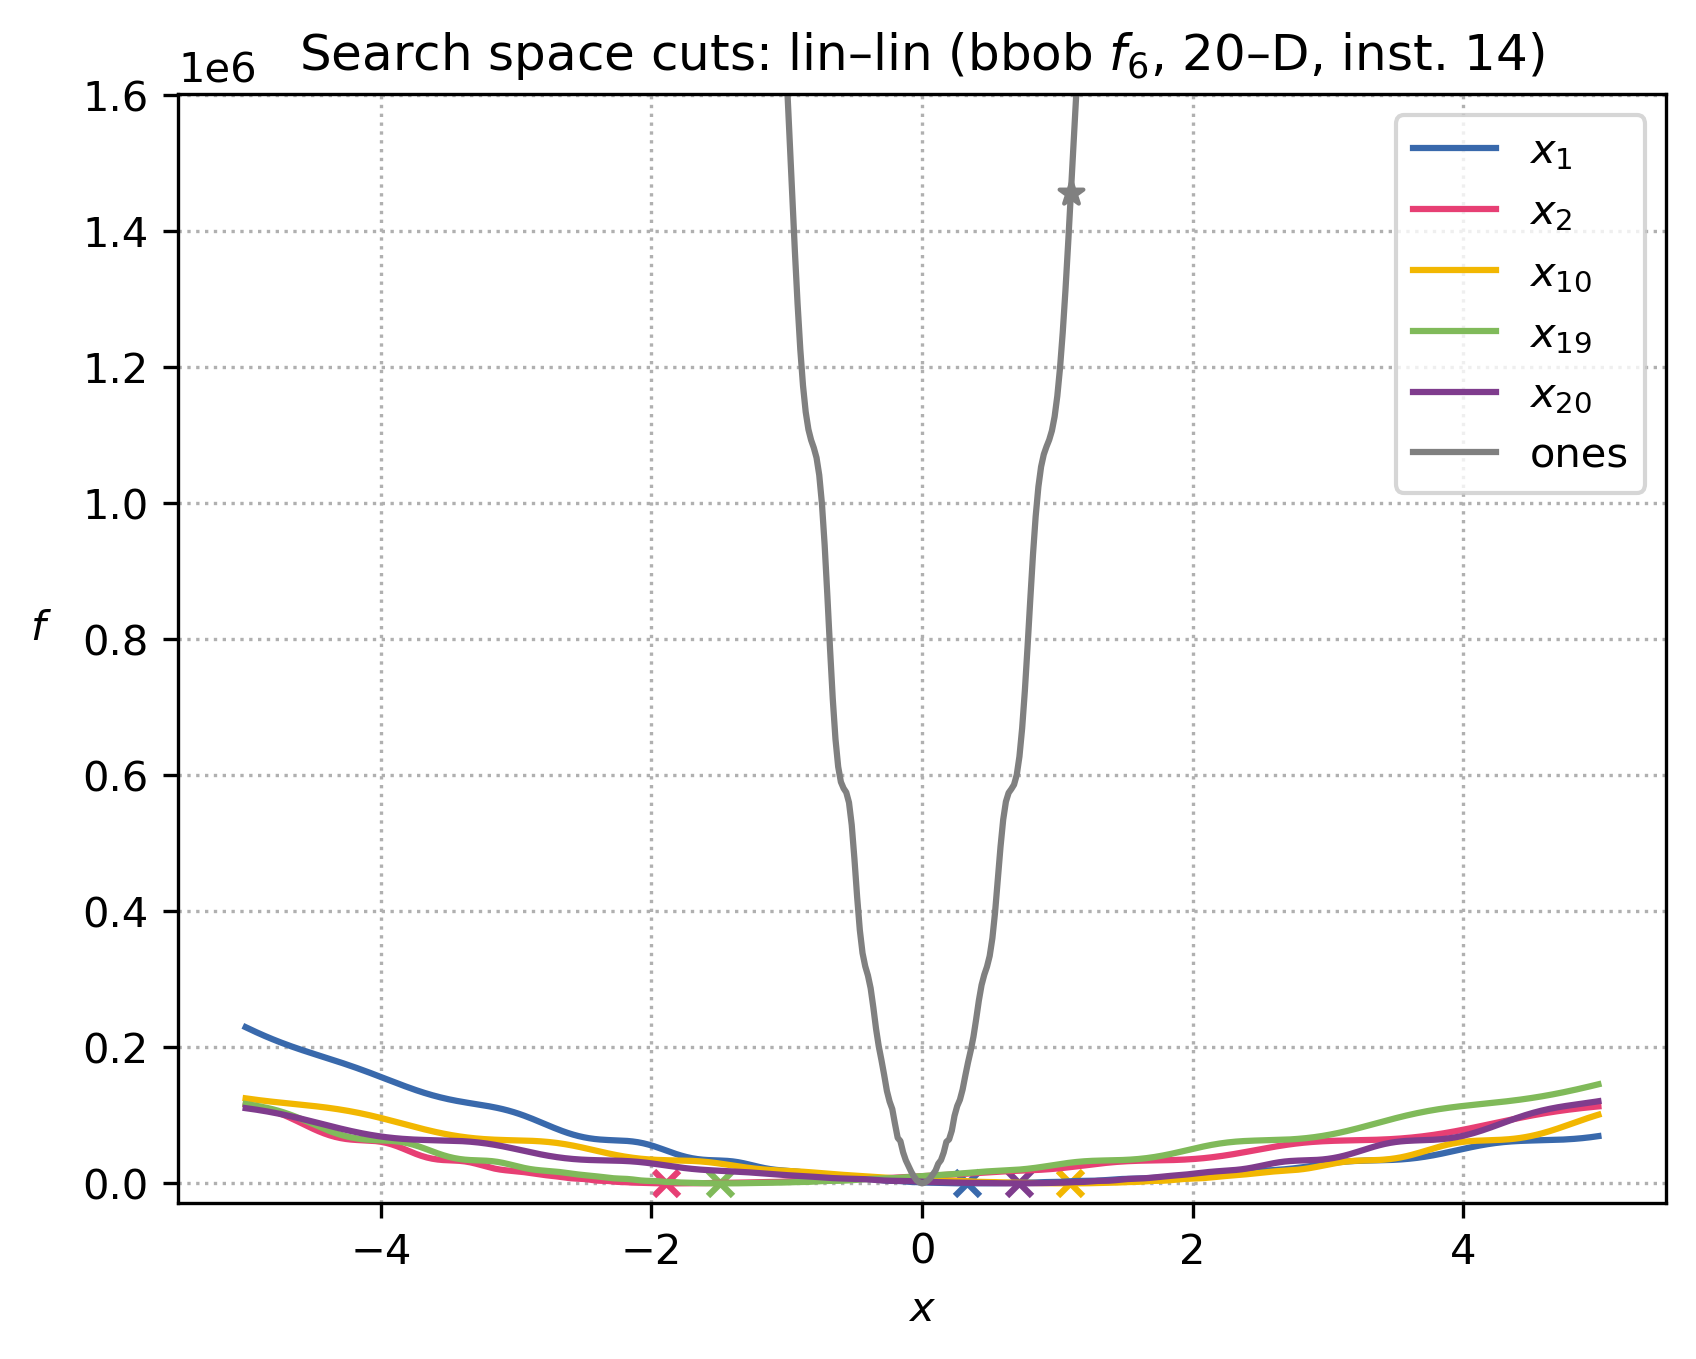 Search space cuts: lin–lin (bbob f₆, 20–D, inst. 14)
1e6
1.6
1.4
1.2
1.0
0.8
0.6
0.4
0.2
0.0
f
−4
−2
0
2
4
x
x₁
x₂
x₁₀
x₁₉
x₂₀
ones